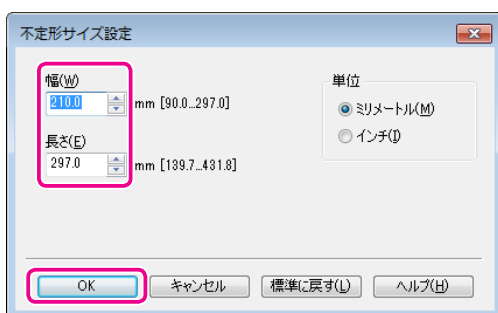 不定形サイズ設定
幅(W)
210.0 mm [90.0...297.0]
長さ(E)
297.0 mm [139.7...431.8]
単位
ミリメートル(M)
インチ(I)
OK キャンセル 標準に戻す(L) ヘルプ(H)